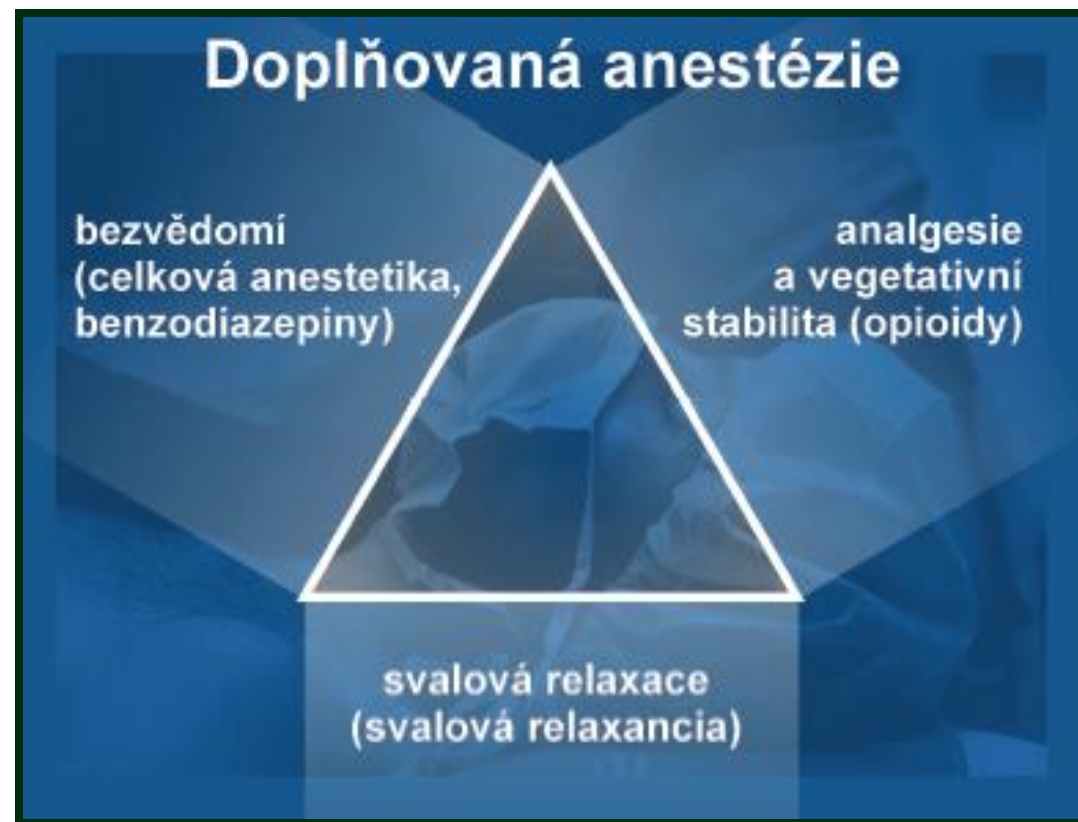 Doplňovaná anestézie
bezvědomí
(celková anestetika,
benzodiazepiny)
analgesie
a vegetativní
stabilita (opioidy)
svalová relaxace
(svalová relaxancia)